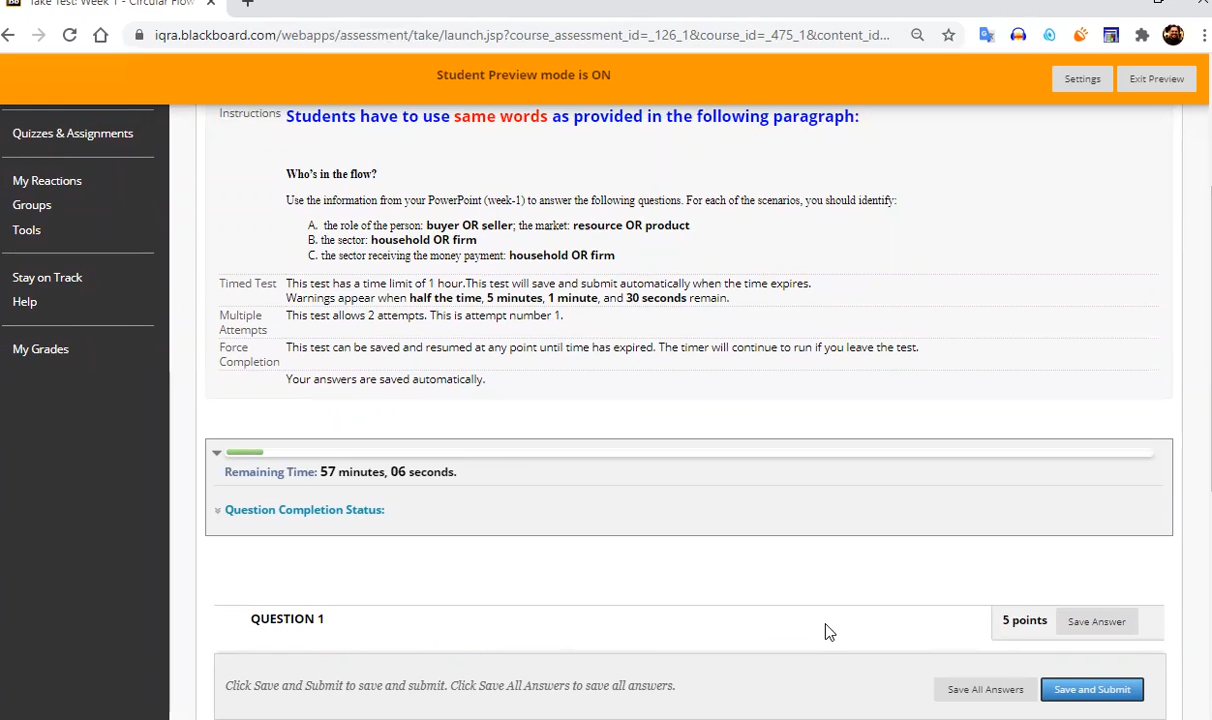 Take Test: Week 1 - Circular Flow
iqra.blackboard.com/webapps/assessment/take/launch.jsp?course_assessment_id=_126_1&course_id=_475_1&content_id...
Student Preview mode is ON
Settings
Exit Preview
Quizzes & Assignments
My Reactions
Groups
Tools
Stay on Track
Help
My Grades
Instructions
Students have to use same words as provided in the following paragraph:
Who's in the flow?
Use the information from your PowerPoint (week-1) to answer the following questions. For each of the scenarios, you should identify:
A. the role of the person: buyer OR seller; the market: resource OR product
B. the sector: household OR firm
C. the sector receiving the money payment: household OR firm
Timed Test
This test has a time limit of 1 hour.This test will save and submit automatically when the time expires.
Warnings appear when half the time, 5 minutes, 1 minute, and 30 seconds remain.
Multiple
Attempts
This test allows 2 attempts. This is attempt number 1.
Force
Completion
This test can be saved and resumed at any point until time has expired. The timer will continue to run if you leave the test.
Your answers are saved automatically.
Remaining Time: 57 minutes, 06 seconds.
Question Completion Status:
QUESTION 1
5 points
Save Answer
Click Save and Submit to save and submit. Click Save All Answers to save all answers.
Save All Answers
Save and Submit